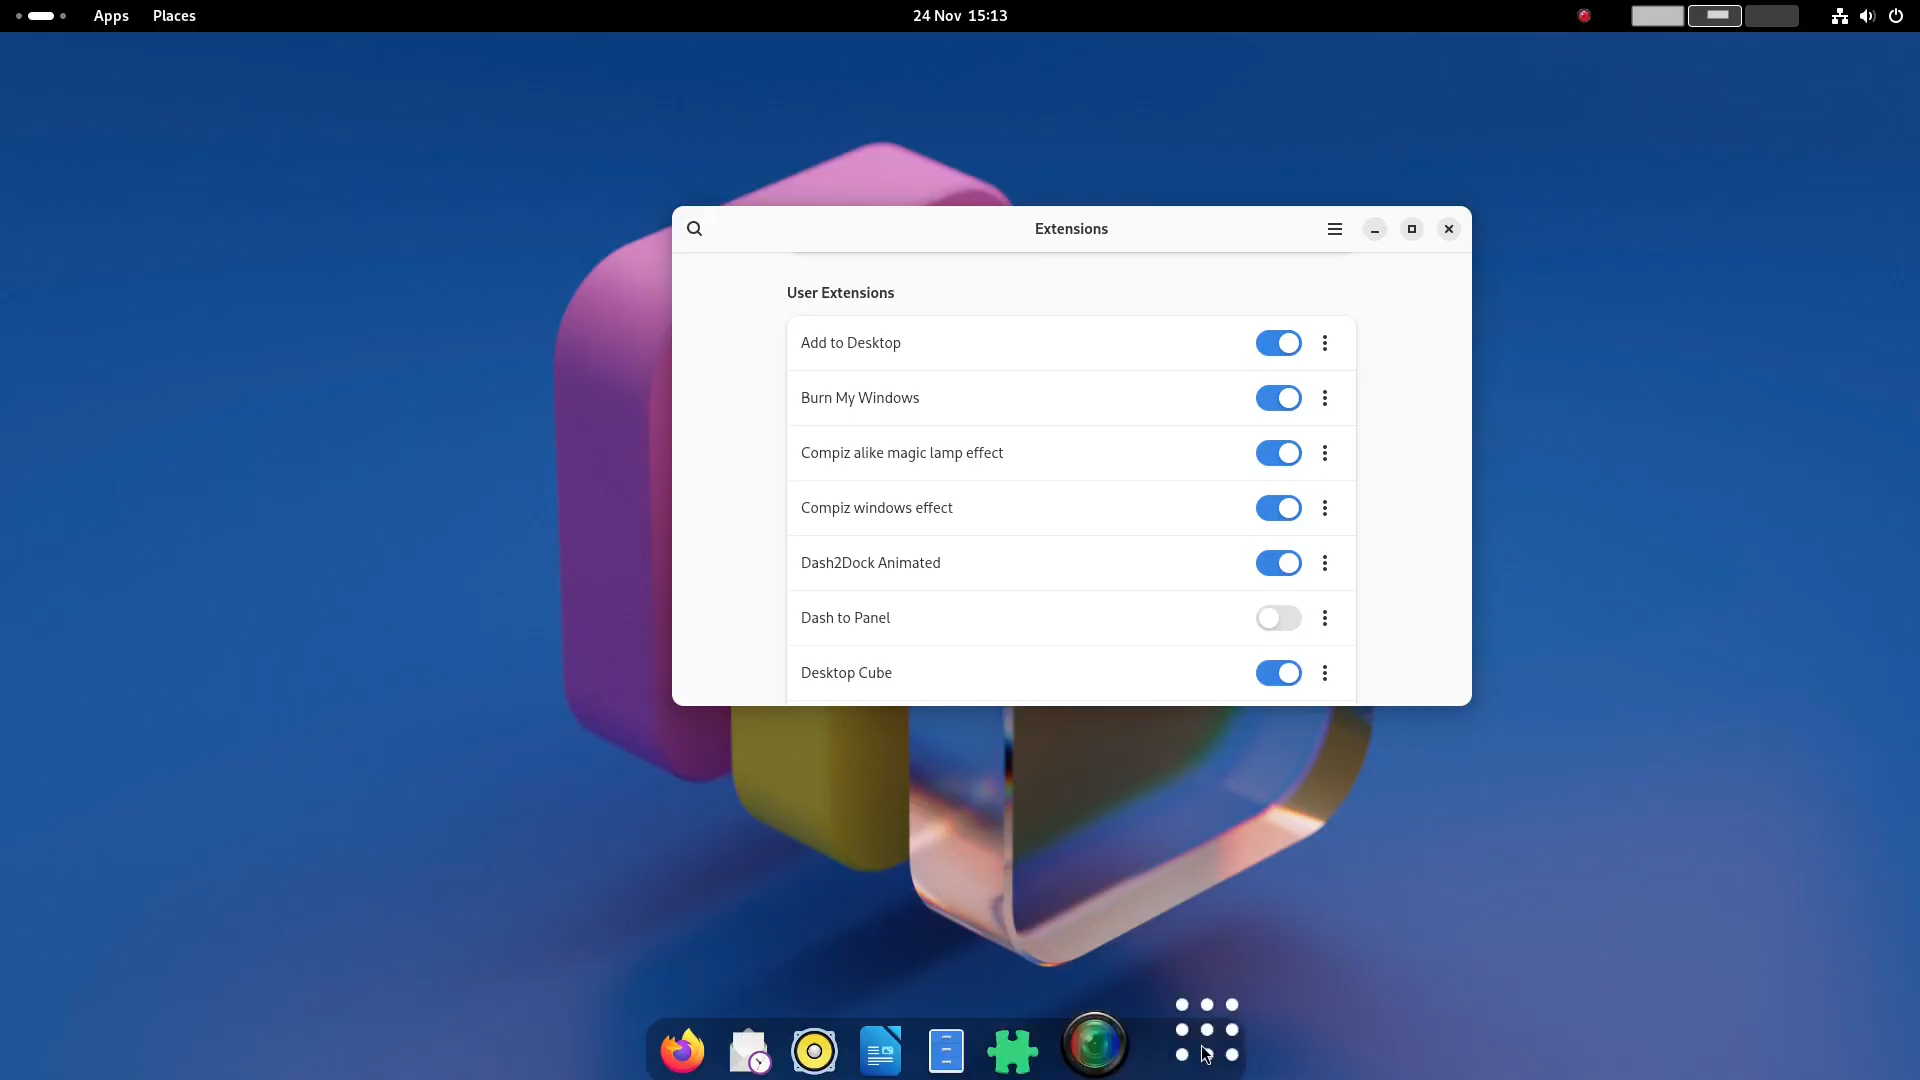 Apps Places 24 Nov 15:13
Extensions
User Extensions
Add to Desktop
Burn My Windows
Compiz alike magic lamp effect
Compiz windows effect
Dash2Dock Animated
Dash to Panel
Desktop Cube